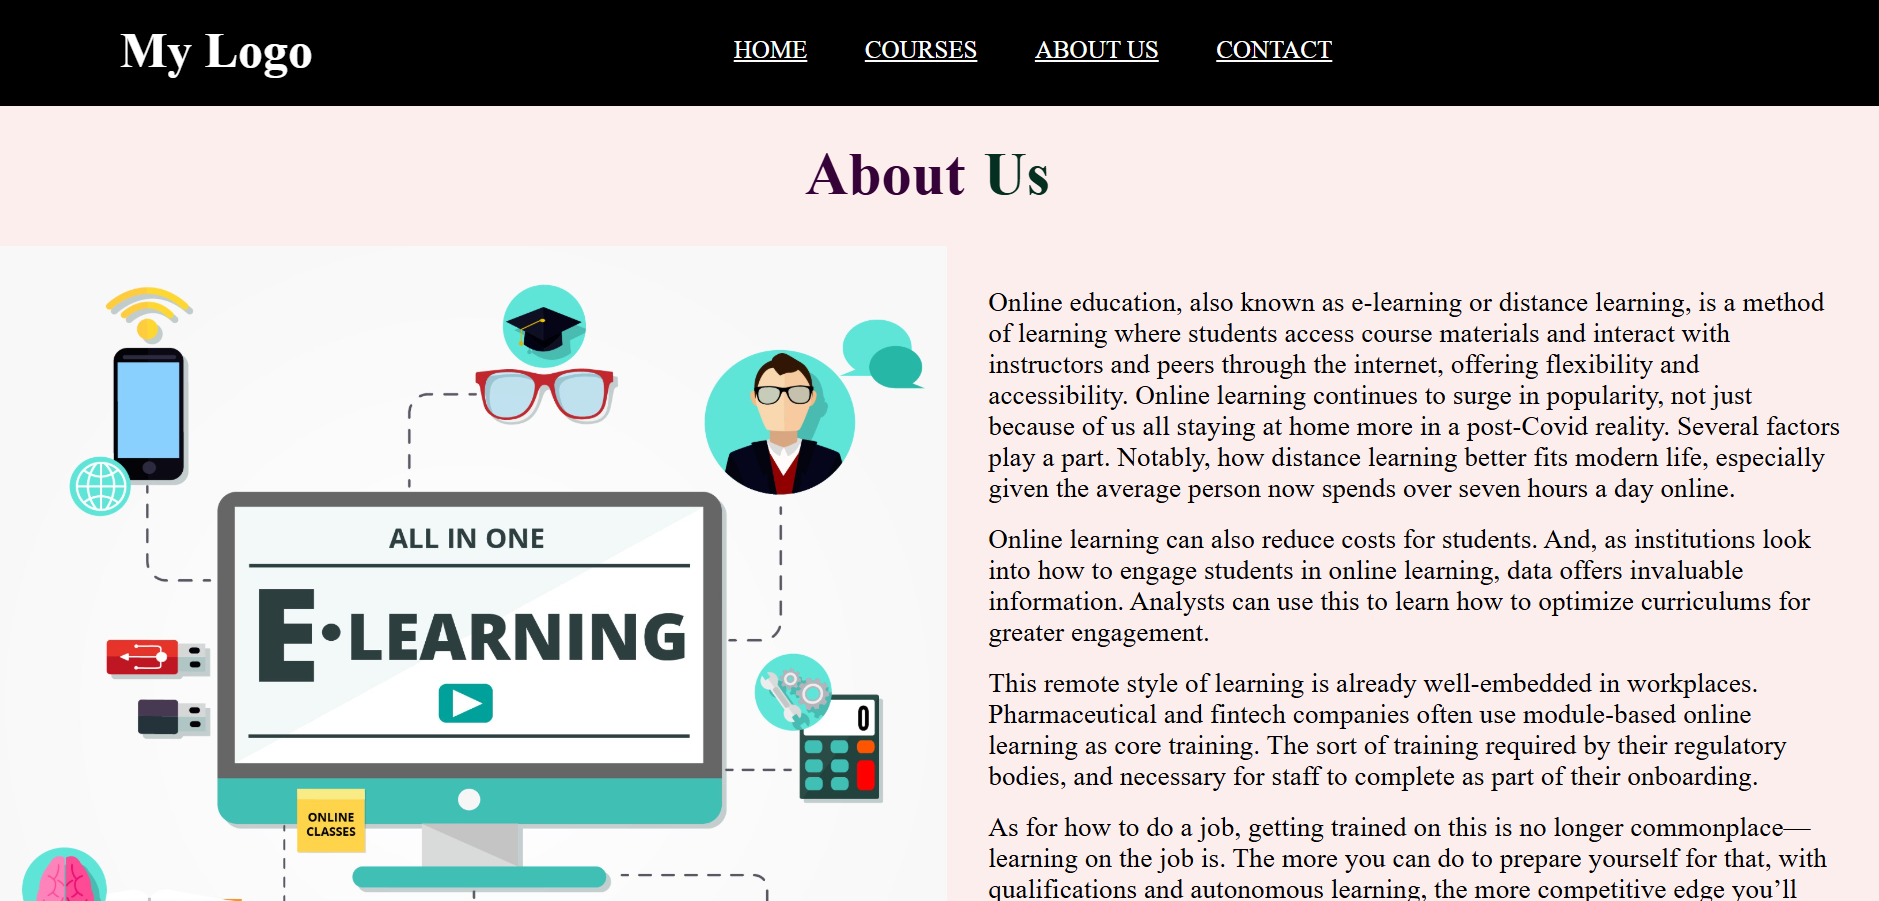 My Logo
HOME COURSES ABOUT US CONTACT
About Us
ALL IN ONE
E•LEARNING
0
ONLINE
CLASSES
Online education, also known as e-learning or distance learning, is a method
of learning where students access course materials and interact with
instructors and peers through the internet, offering flexibility and
accessibility. Online learning continues to surge in popularity, not just
because of us all staying at home more in a post-Covid reality. Several factors
play a part. Notably, how distance learning better fits modern life, especially
given the average person now spends over seven hours a day online.
Online learning can also reduce costs for students. And, as institutions look
into how to engage students in online learning, data offers invaluable
information. Analysts can use this to learn how to optimize curriculums for
greater engagement.
This remote style of learning is already well-embedded in workplaces.
Pharmaceutical and fintech companies often use module-based online
learning as core training. The sort of training required by their regulatory
bodies, and necessary for staff to complete as part of their onboarding.
As for how to do a job, getting trained on this is no longer commonplace—
learning on the job is. The more you can do to prepare yourself for that, with
qualifications and autonomous learning, the more competitive edge you’ll